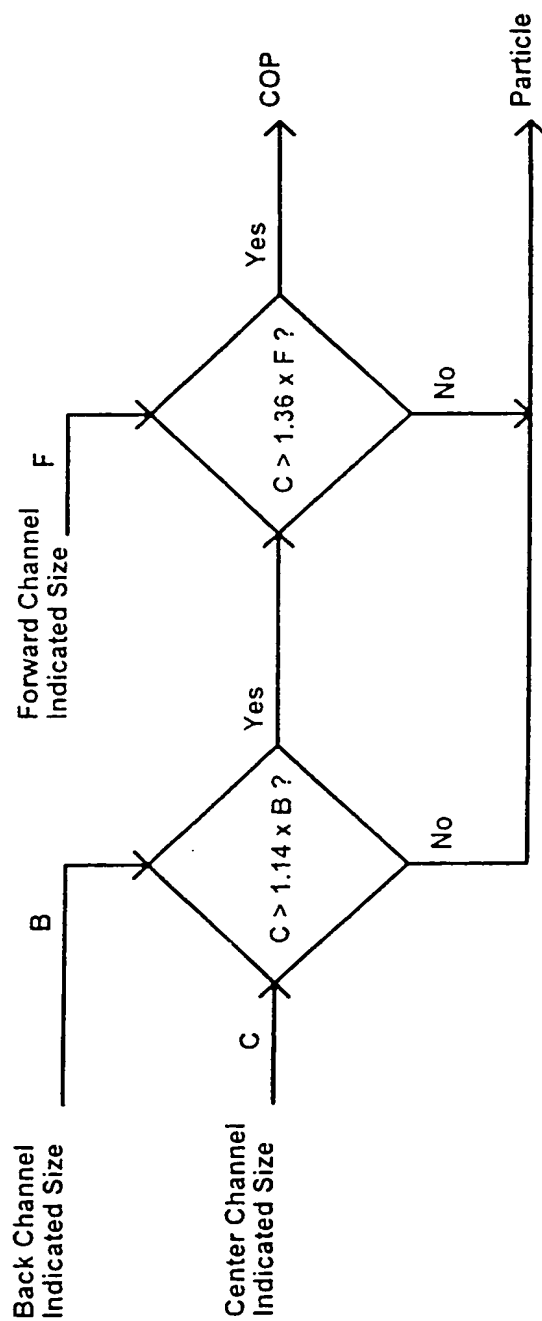 Back Channel
Indicated Size
B
Center Channel
Indicated Size
C
C > 1.14 x B ?
Yes
No
Forward Channel
Indicated Size
F
C > 1.36 x F ?
Yes
No
COP
Particle